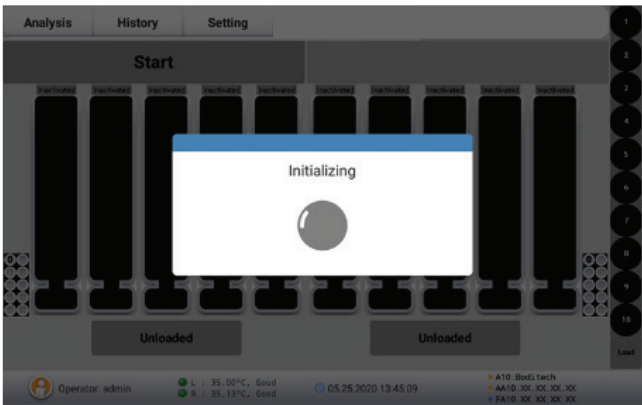 Analysis History Setting
Start
Inactivated Inactivated Inactivated Inactivated Inactivated Inactivated Inactivated Inactivated Inactivated Inactivated
Initializing
Unloaded Unloaded
1
2
3
4
5
6
7
8
9
10
Load
Operator: admin
L : 35.00°C, Good
R : 35.13°C, Good
05.25.2020 13:45:09
A10:Boditech
AA10.XX.XX.XX.XX
FA10.XX.XX.XX.XX